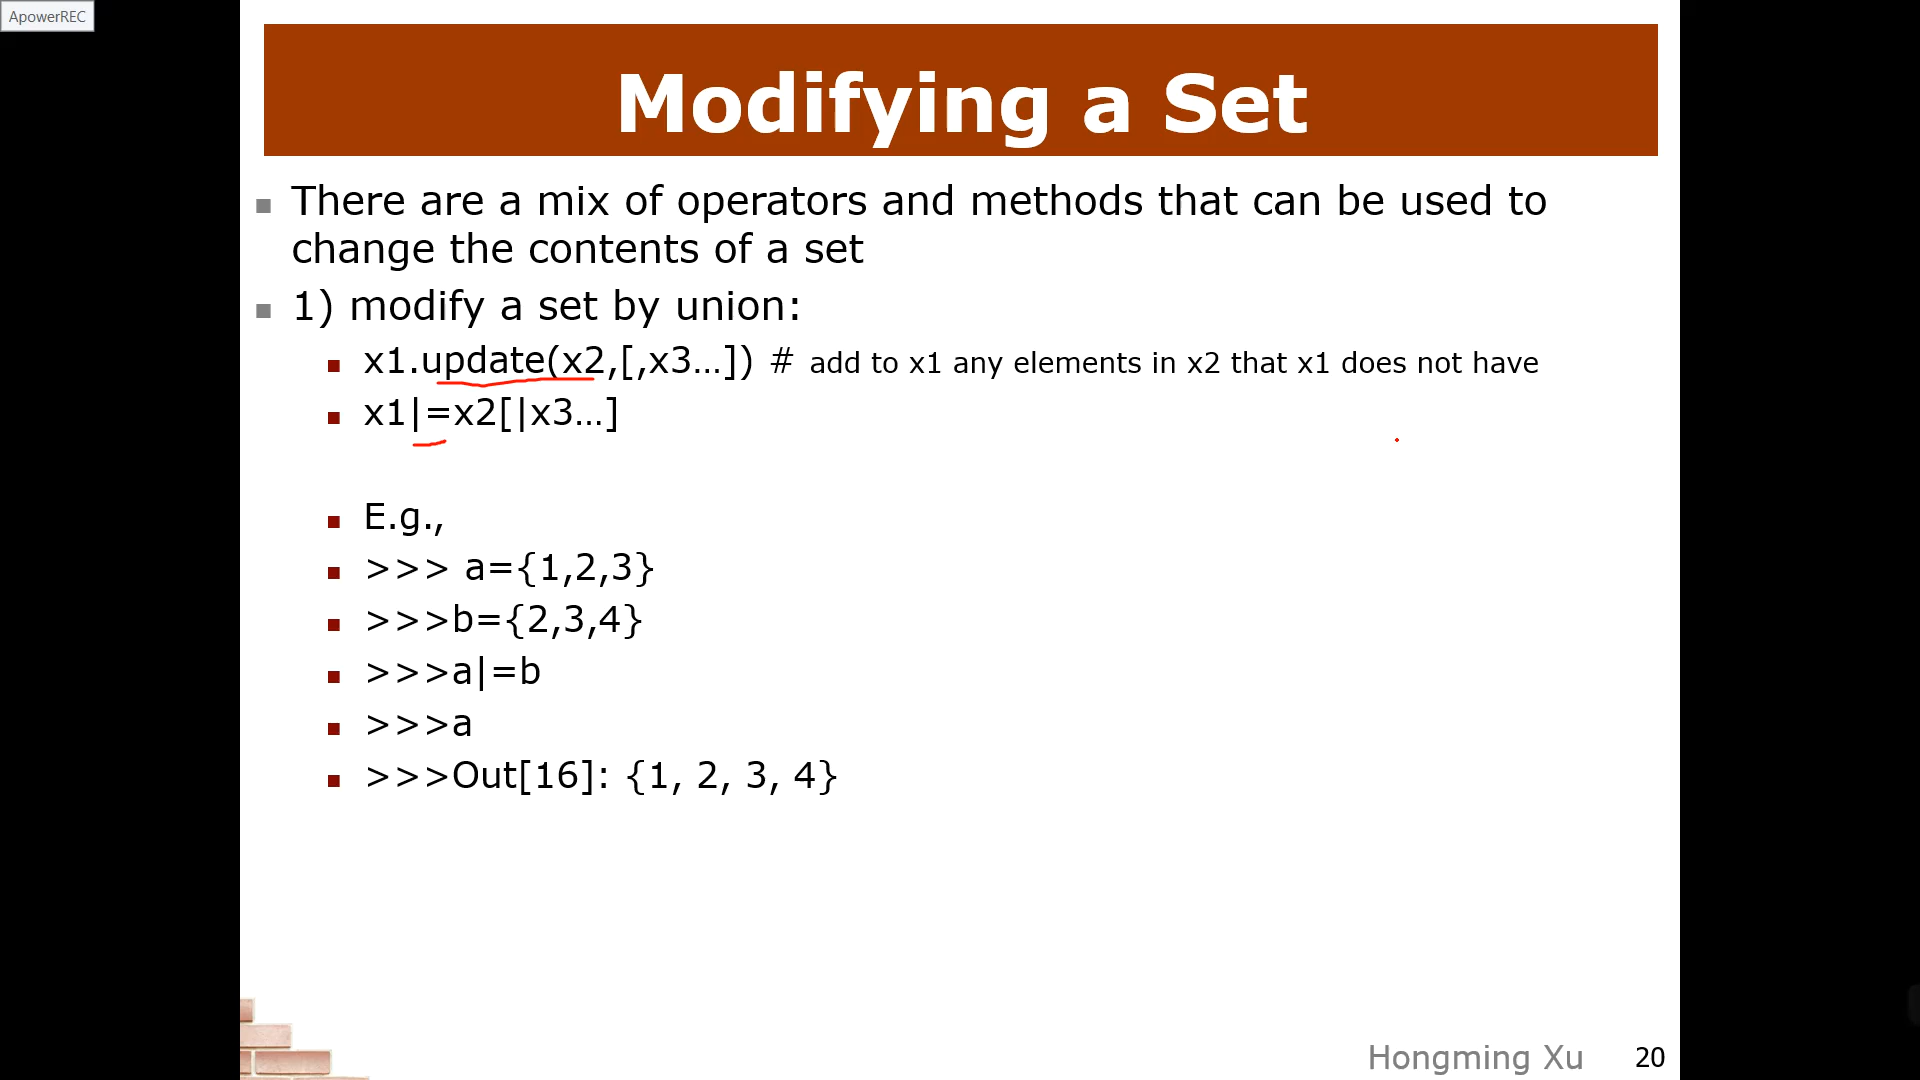 ApowerREC
Modifying a Set
There are a mix of operators and methods that can be used to
change the contents of a set
1) modify a set by union:
x1.update(x2,[,x3…]) # add to x1 any elements in x2 that x1 does not have
x1|=x2[|x3…]
E.g.,
>>> a={1,2,3}
>>>b={2,3,4}
>>>a|=b
>>>a
>>>Out[16]: {1, 2, 3, 4}
Hongming Xu 20